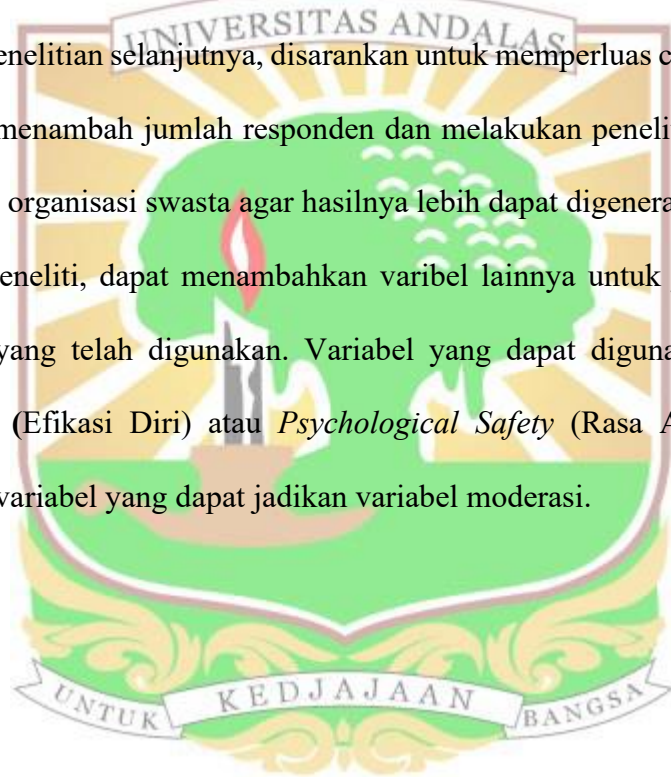 UNIVERSITAS ANDALAS
enelitian selanjutnya, disarankan untuk memperluas c
menambah jumlah responden dan melakukan peneli
organisasi swasta agar hasilnya lebih dapat digenera
eneliti, dapat menambahkan varibel lainnya untuk
yang telah digunakan. Variabel yang dapat diguna
(Efikasi Diri) atau Psychological Safety (Rasa A
variabel yang dapat jadikan variabel moderasi.
UNTUK KEDJAJAAN BANGSA